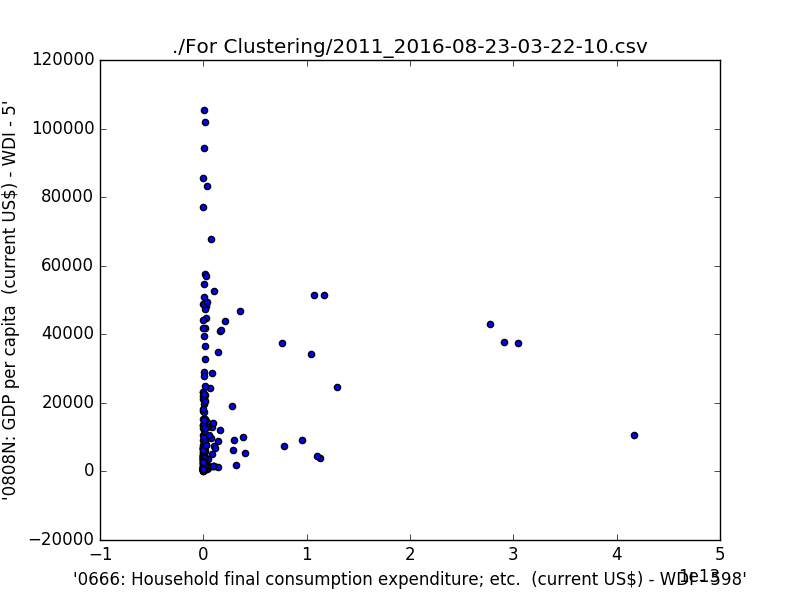 ./For Clustering/2011_2016-08-23-03-22-10.csv
120000
100000
80000
60000
40000
20000
0
−20000
'0808N: GDP per capita  (current US$) - WDI - 5'
−1 0 1 2 3 4 5
1e13
'0666: Household final consumption expenditure; etc.  (current US$) - WDI - 598'